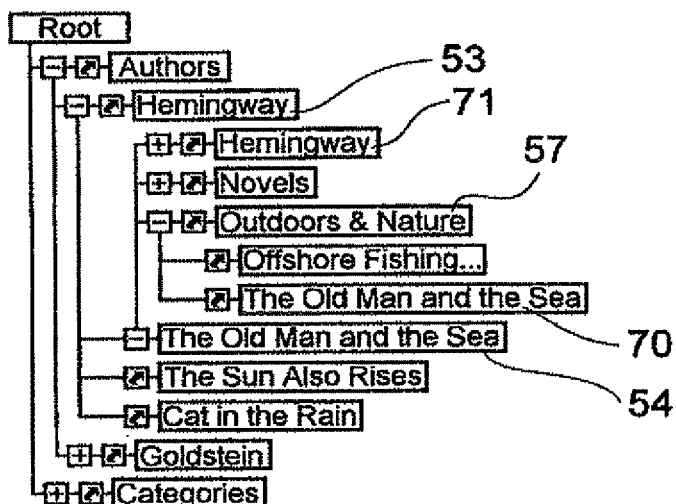 Root
Authors
53
Hemingway
71
Hemingway
Novels
57
Outdoors & Nature
Offshore Fishing...
The Old Man and the Sea
70
The Old Man and the Sea
54
The Sun Also Rises
Cat in the Rain
Goldstein
Categories